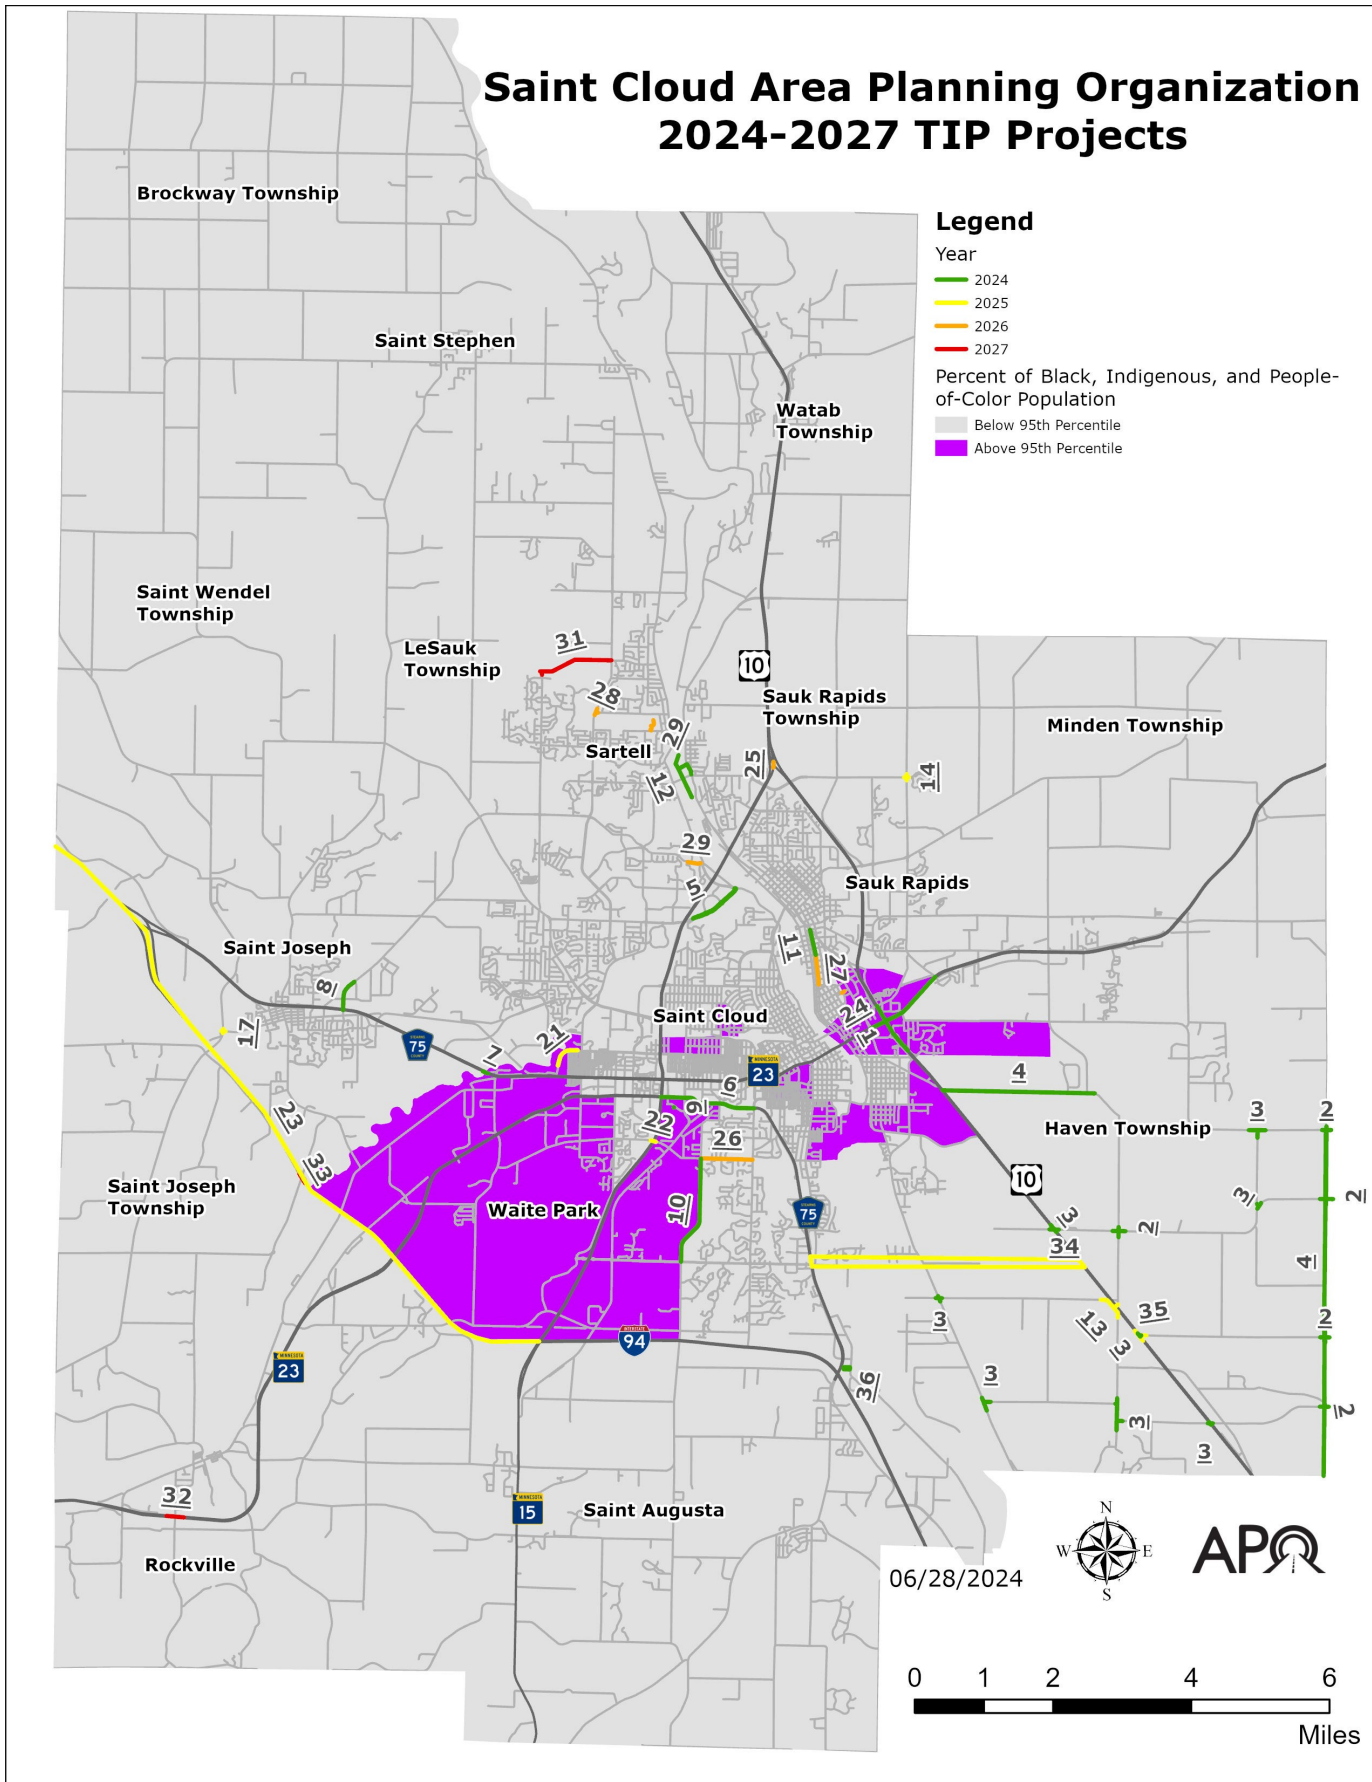 Saint Cloud Area Planning Organization
2024-2027 TIP Projects
Legend
Year
2024
2025
2026
2027
Percent of Black, Indigenous, and People-
of-Color Population
Below 95th Percentile
Above 95th Percentile
Brockway Township
Saint Stephen
Watab
Township
Saint Wendel
Township
LeSauk
Township
31
10
28
Sauk Rapids
Township
Minden Township
29
Sartell
25
14
12
29
5
Sauk Rapids
Saint Joseph
11
27
8
24
Saint Cloud
17
21
1
75
7
23
4
6
9
23
22
26
3
2
Haven Township
33
10
3
2
Saint Joseph
Township
Waite Park
10
75
3
2
34
4
3
13
35
2
94
MINNESOTA
23
3
3
36
3
2
3
32
MINNESOTA
15
Saint Augusta
Rockville
N
W E
S
APO
06/28/2024
0 1 2 4 6
Miles